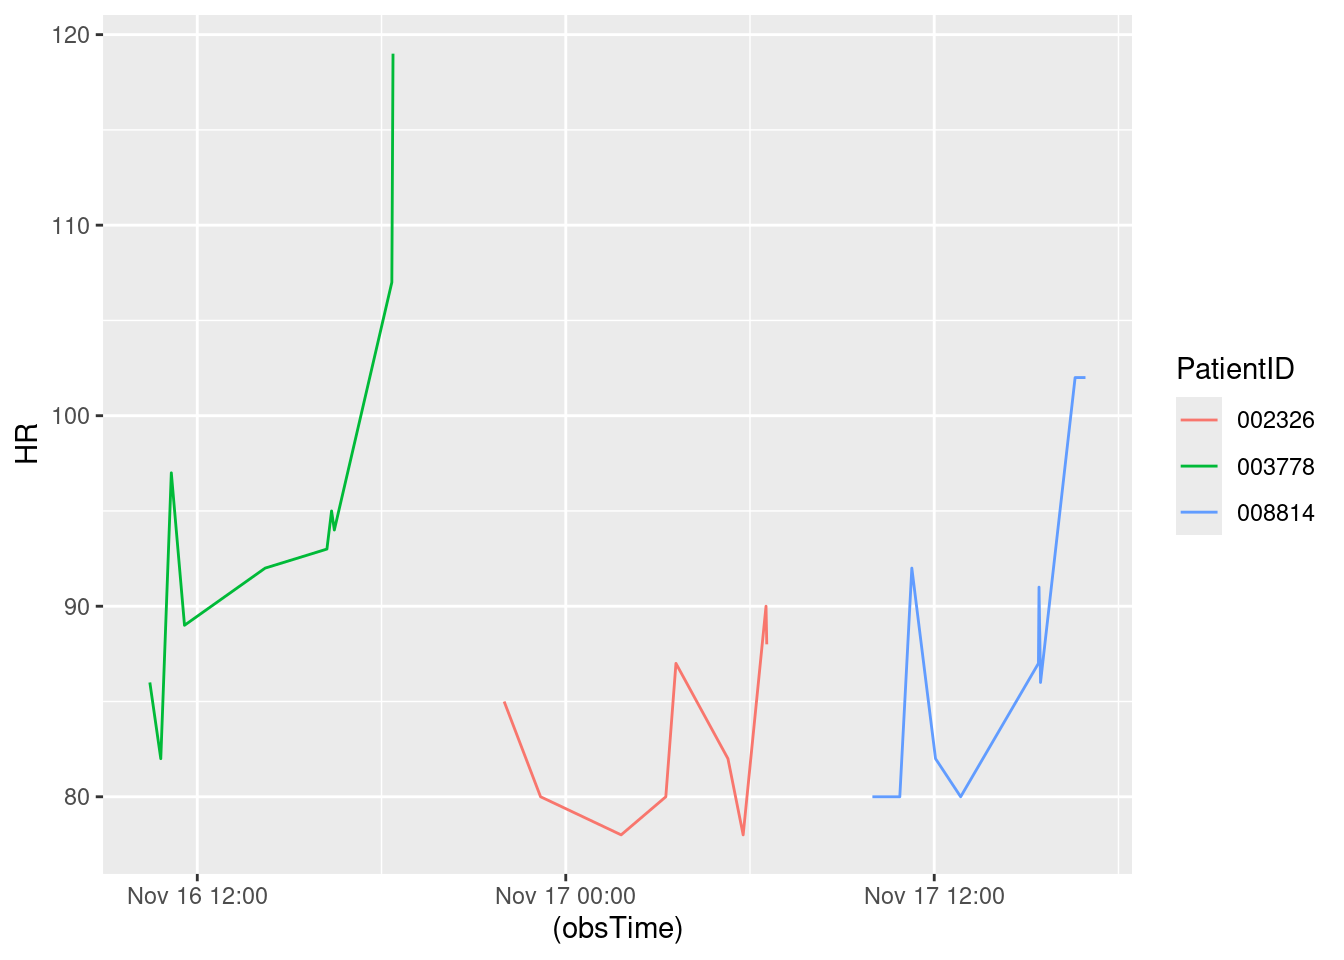 120
110
100
90
80
HR
Nov 16 12:00
Nov 17 00:00
Nov 17 12:00
(obsTime)
PatientID
002326
003778
008814